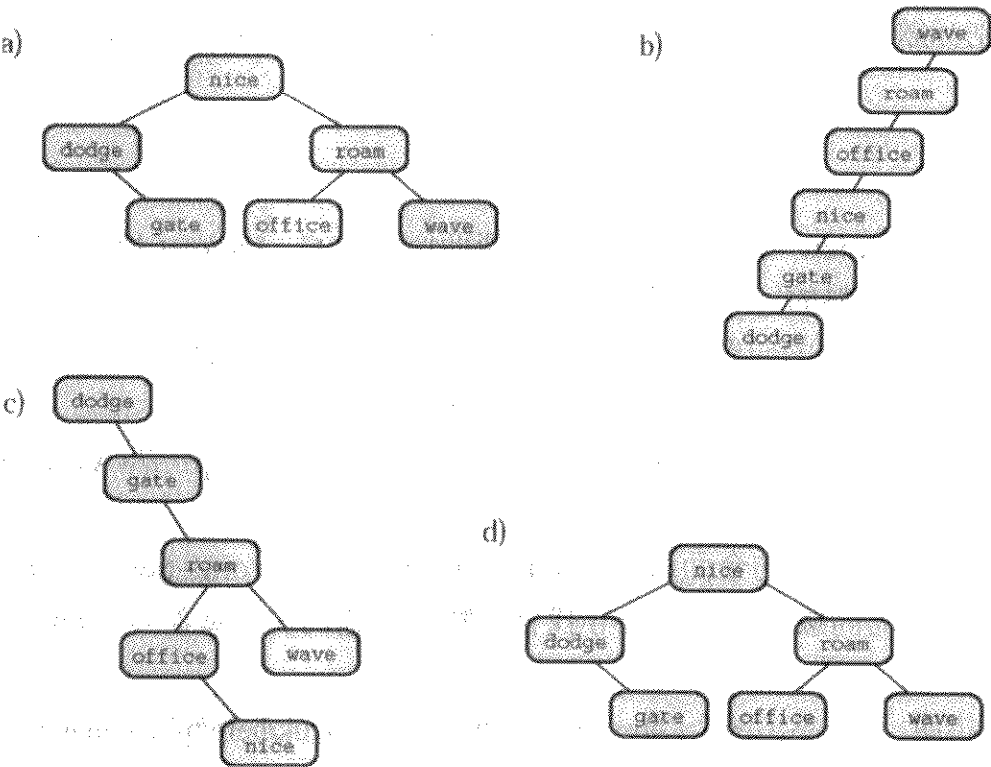 a)
nice
dodge roam
gate office wave
b)
wave
roam
office
nice
gate
dodge
c)
dodge
gate
roam
office wave
nice
d)
nice
dodge roam
gate office wave